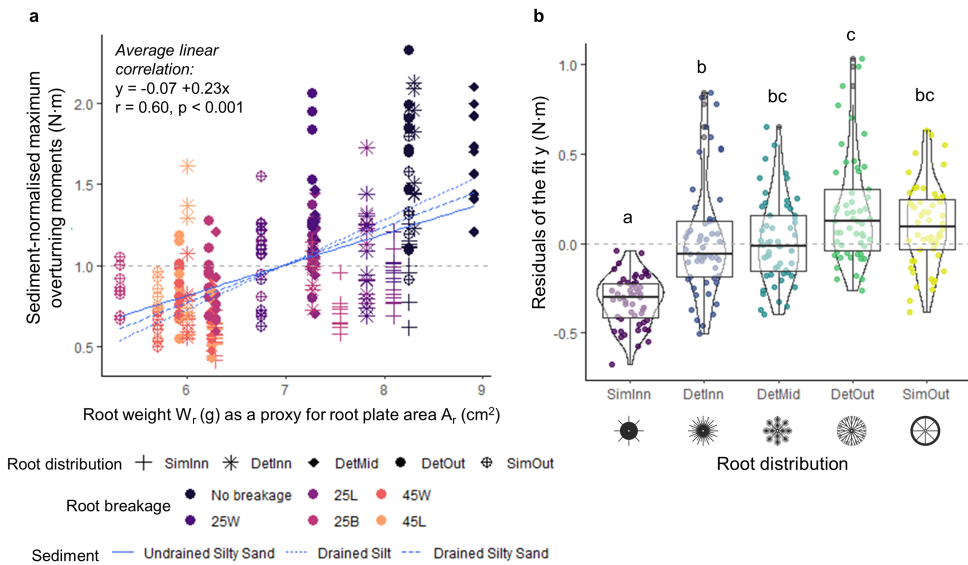 a
Average linear
correlation:
y = -0.07 +0.23x
r = 0.60, p < 0.001
Sediment-normalised maximum
overturning moments (N·m)
2.0
1.5
1.0
0.5
6
7
8
9
Root weight Wr (g) as a proxy for root plate area Ar (cm2)
Root distribution SimInn DetInn DetMid DetOut SimOut
Root breakage No breakage 25L 45W
25W 25B 45L
Sediment Undrained Silty Sand Drained Silt Drained Silty Sand
b
Residuals of the fit y (N·m)
1.0
0.5
0.0
-0.5
a
b
bc
c
bc
SimInn DetInn DetMid DetOut SimOut
Root distribution